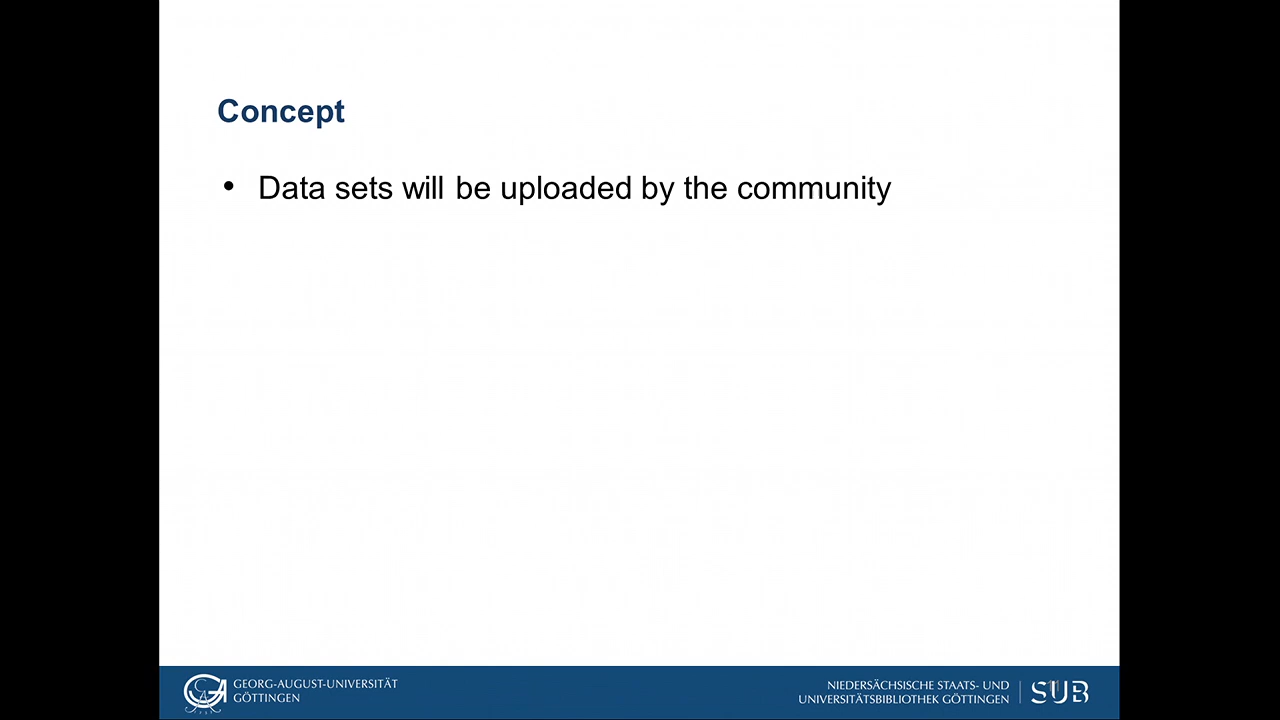 Concept
• Data sets will be uploaded by the community
GEORG-AUGUST-UNIVERSITÄT
GÖTTINGEN
NIEDERSÄCHSISCHE STAATS- UND
UNIVERSITÄTSBIBLIOTHEK GÖTTINGEN
SUB